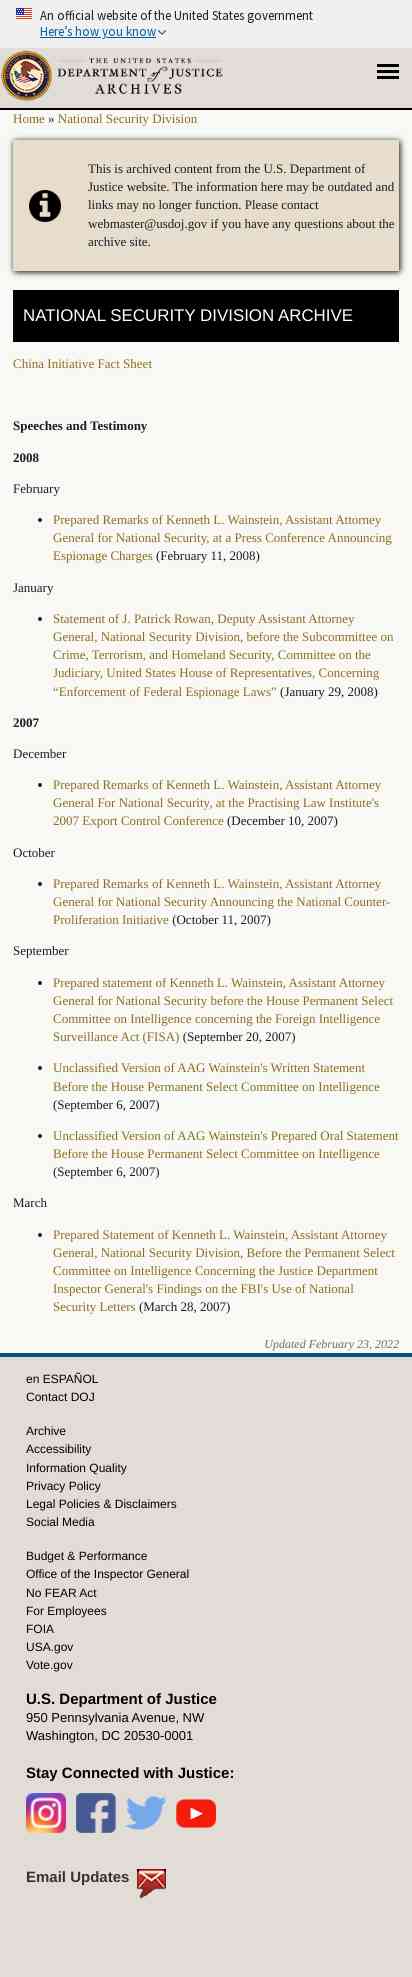 An official website of the United States government
Here's how you know
THE UNITED STATES
DEPARTMENT of JUSTICE
ARCHIVES
Home » National Security Division
This is archived content from the U.S. Department of
Justice website. The information here may be outdated and
links may no longer function. Please contact
webmaster@usdoj.gov if you have any questions about the
archive site.
NATIONAL SECURITY DIVISION ARCHIVE
China Initiative Fact Sheet
Speeches and Testimony
2008
February
• Prepared Remarks of Kenneth L. Wainstein, Assistant Attorney
General for National Security, at a Press Conference Announcing
Espionage Charges (February 11, 2008)
January
• Statement of J. Patrick Rowan, Deputy Assistant Attorney
General, National Security Division, before the Subcommittee on
Crime, Terrorism, and Homeland Security, Committee on the
Judiciary, United States House of Representatives, Concerning
“Enforcement of Federal Espionage Laws” (January 29, 2008)
2007
December
• Prepared Remarks of Kenneth L. Wainstein, Assistant Attorney
General For National Security, at the Practising Law Institute's
2007 Export Control Conference (December 10, 2007)
October
• Prepared Remarks of Kenneth L. Wainstein, Assistant Attorney
General for National Security Announcing the National Counter-
Proliferation Initiative (October 11, 2007)
September
• Prepared statement of Kenneth L. Wainstein, Assistant Attorney
General for National Security before the House Permanent Select
Committee on Intelligence concerning the Foreign Intelligence
Surveillance Act (FISA) (September 20, 2007)
• Unclassified Version of AAG Wainstein's Written Statement
Before the House Permanent Select Committee on Intelligence
(September 6, 2007)
• Unclassified Version of AAG Wainstein's Prepared Oral Statement
Before the House Permanent Select Committee on Intelligence
(September 6, 2007)
March
• Prepared Statement of Kenneth L. Wainstein, Assistant Attorney
General, National Security Division, Before the Permanent Select
Committee on Intelligence Concerning the Justice Department
Inspector General's Findings on the FBI's Use of National
Security Letters (March 28, 2007)
Updated February 23, 2022
en ESPAÑOL
Contact DOJ
Archive
Accessibility
Information Quality
Privacy Policy
Legal Policies & Disclaimers
Social Media
Budget & Performance
Office of the Inspector General
No FEAR Act
For Employees
FOIA
USA.gov
Vote.gov
U.S. Department of Justice
950 Pennsylvania Avenue, NW
Washington, DC 20530-0001
Stay Connected with Justice:
Email Updates